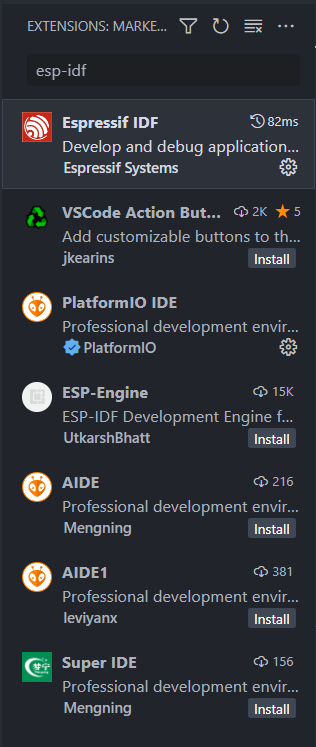 EXTENSIONS: MARKE...
esp-idf
Espressif IDF 82ms
Develop and debug application...
Espressif Systems
VSCode Action But... 2K 5
Add customizable buttons to th...
jkearins Install
PlatformIO IDE
Professional development envir...
PlatformIO
ESP-Engine 15K
ESP-IDF Development Engine f...
UtkarshBhatt Install
AIDE 216
Professional development envir...
Mengning Install
AIDE1 381
Professional development envir...
leviyanx Install
Super IDE 156
Professional development envir...
Mengning Install